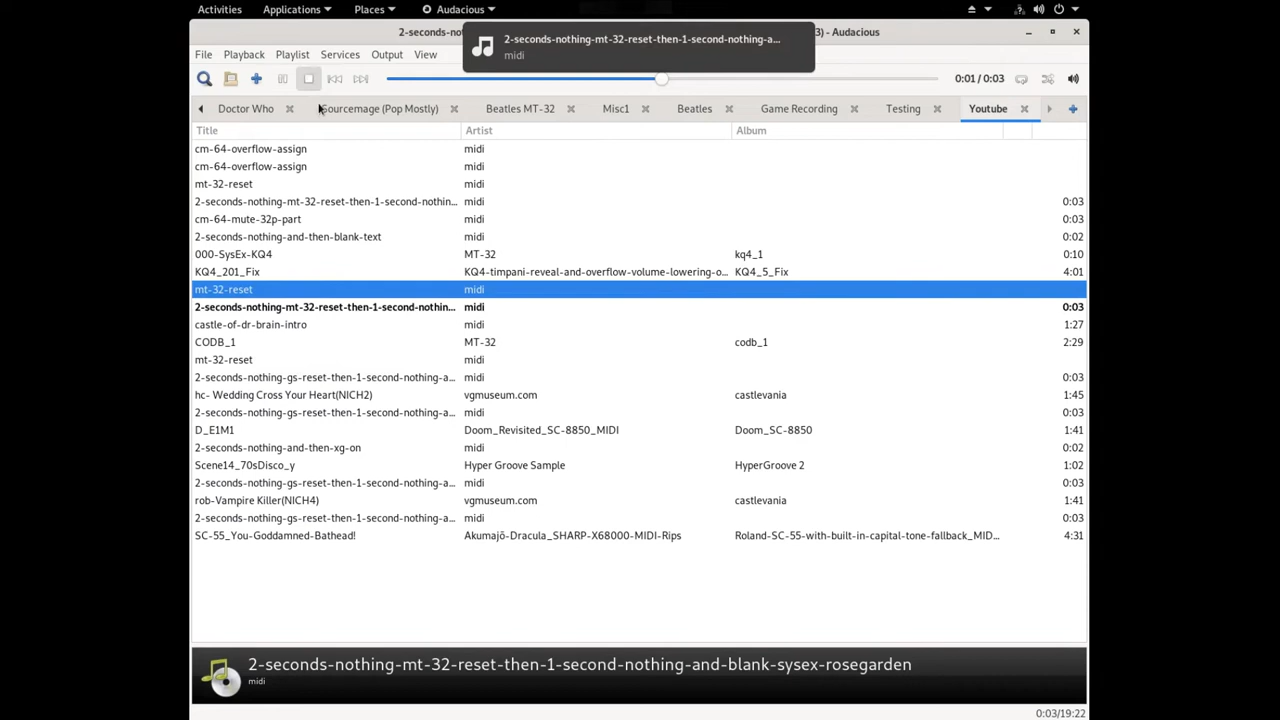 Activities Applications Places Audacious
2-seconds-no 3) - Audacious
2-seconds-nothing-mt-32-reset-then-1-second-nothing-a...
midi
File Playback Playlist Services Output View
0:01 / 0:03
Doctor Who Sourcemage (Pop Mostly) Beatles MT-32 Misc1 Beatles Game Recording Testing Youtube
Title Artist Album
cm-64-overflow-assign midi
cm-64-overflow-assign midi
mt-32-reset midi
2-seconds-nothing-mt-32-reset-then-1-second-nothin... midi 0:03
cm-64-mute-32p-part midi 0:03
2-seconds-nothing-and-then-blank-text midi 0:02
000-SysEx-KQ4 MT-32 kq4_1 0:10
KQ4_201_Fix KQ4-timpani-reveal-and-overflow-volume-lowering-o... KQ4_5_Fix 4:01
mt-32-reset midi
2-seconds-nothing-mt-32-reset-then-1-second-nothin... midi 0:03
castle-of-dr-brain-intro midi 1:27
CODB_1 MT-32 codb_1 2:29
mt-32-reset midi
2-seconds-nothing-gs-reset-then-1-second-nothing-a... midi 0:03
hc- Wedding Cross Your Heart(NICH2) vgmuseum.com castlevania 1:45
2-seconds-nothing-gs-reset-then-1-second-nothing-a... midi 0:03
D_E1M1 Doom_Revisited_SC-8850_MIDI Doom_SC-8850 1:41
2-seconds-nothing-and-then-xg-on midi 0:02
Scene14_70sDisco_y Hyper Groove Sample HyperGroove 2 1:02
2-seconds-nothing-gs-reset-then-1-second-nothing-a... midi 0:03
rob-Vampire Killer(NICH4) vgmuseum.com castlevania 1:41
2-seconds-nothing-gs-reset-then-1-second-nothing-a... midi 0:03
SC-55_You-Goddamned-Bathead! Akumajō-Dracula_SHARP-X68000-MIDI-Rips Roland-SC-55-with-built-in-capital-tone-fallback_MID... 4:31
2-seconds-nothing-mt-32-reset-then-1-second-nothing-and-blank-sysex-rosegarden
midi
0:03/19:22